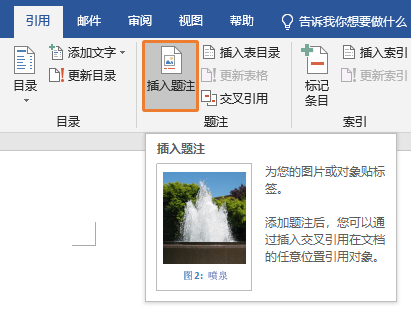 引用 邮件 审阅 视图 帮助 告诉我你想要做什么
目录 添加文字 更新目录 目录
插入题注 插入表目录 更新表格 交叉引用 题注
标记条目 插入索引 更新索引 索引
插入题注
为您的图片或对象贴标
签。
添加题注后，您可以通
过插入交叉引用在文档
的任意位置引用对象。
图2: 喷泉